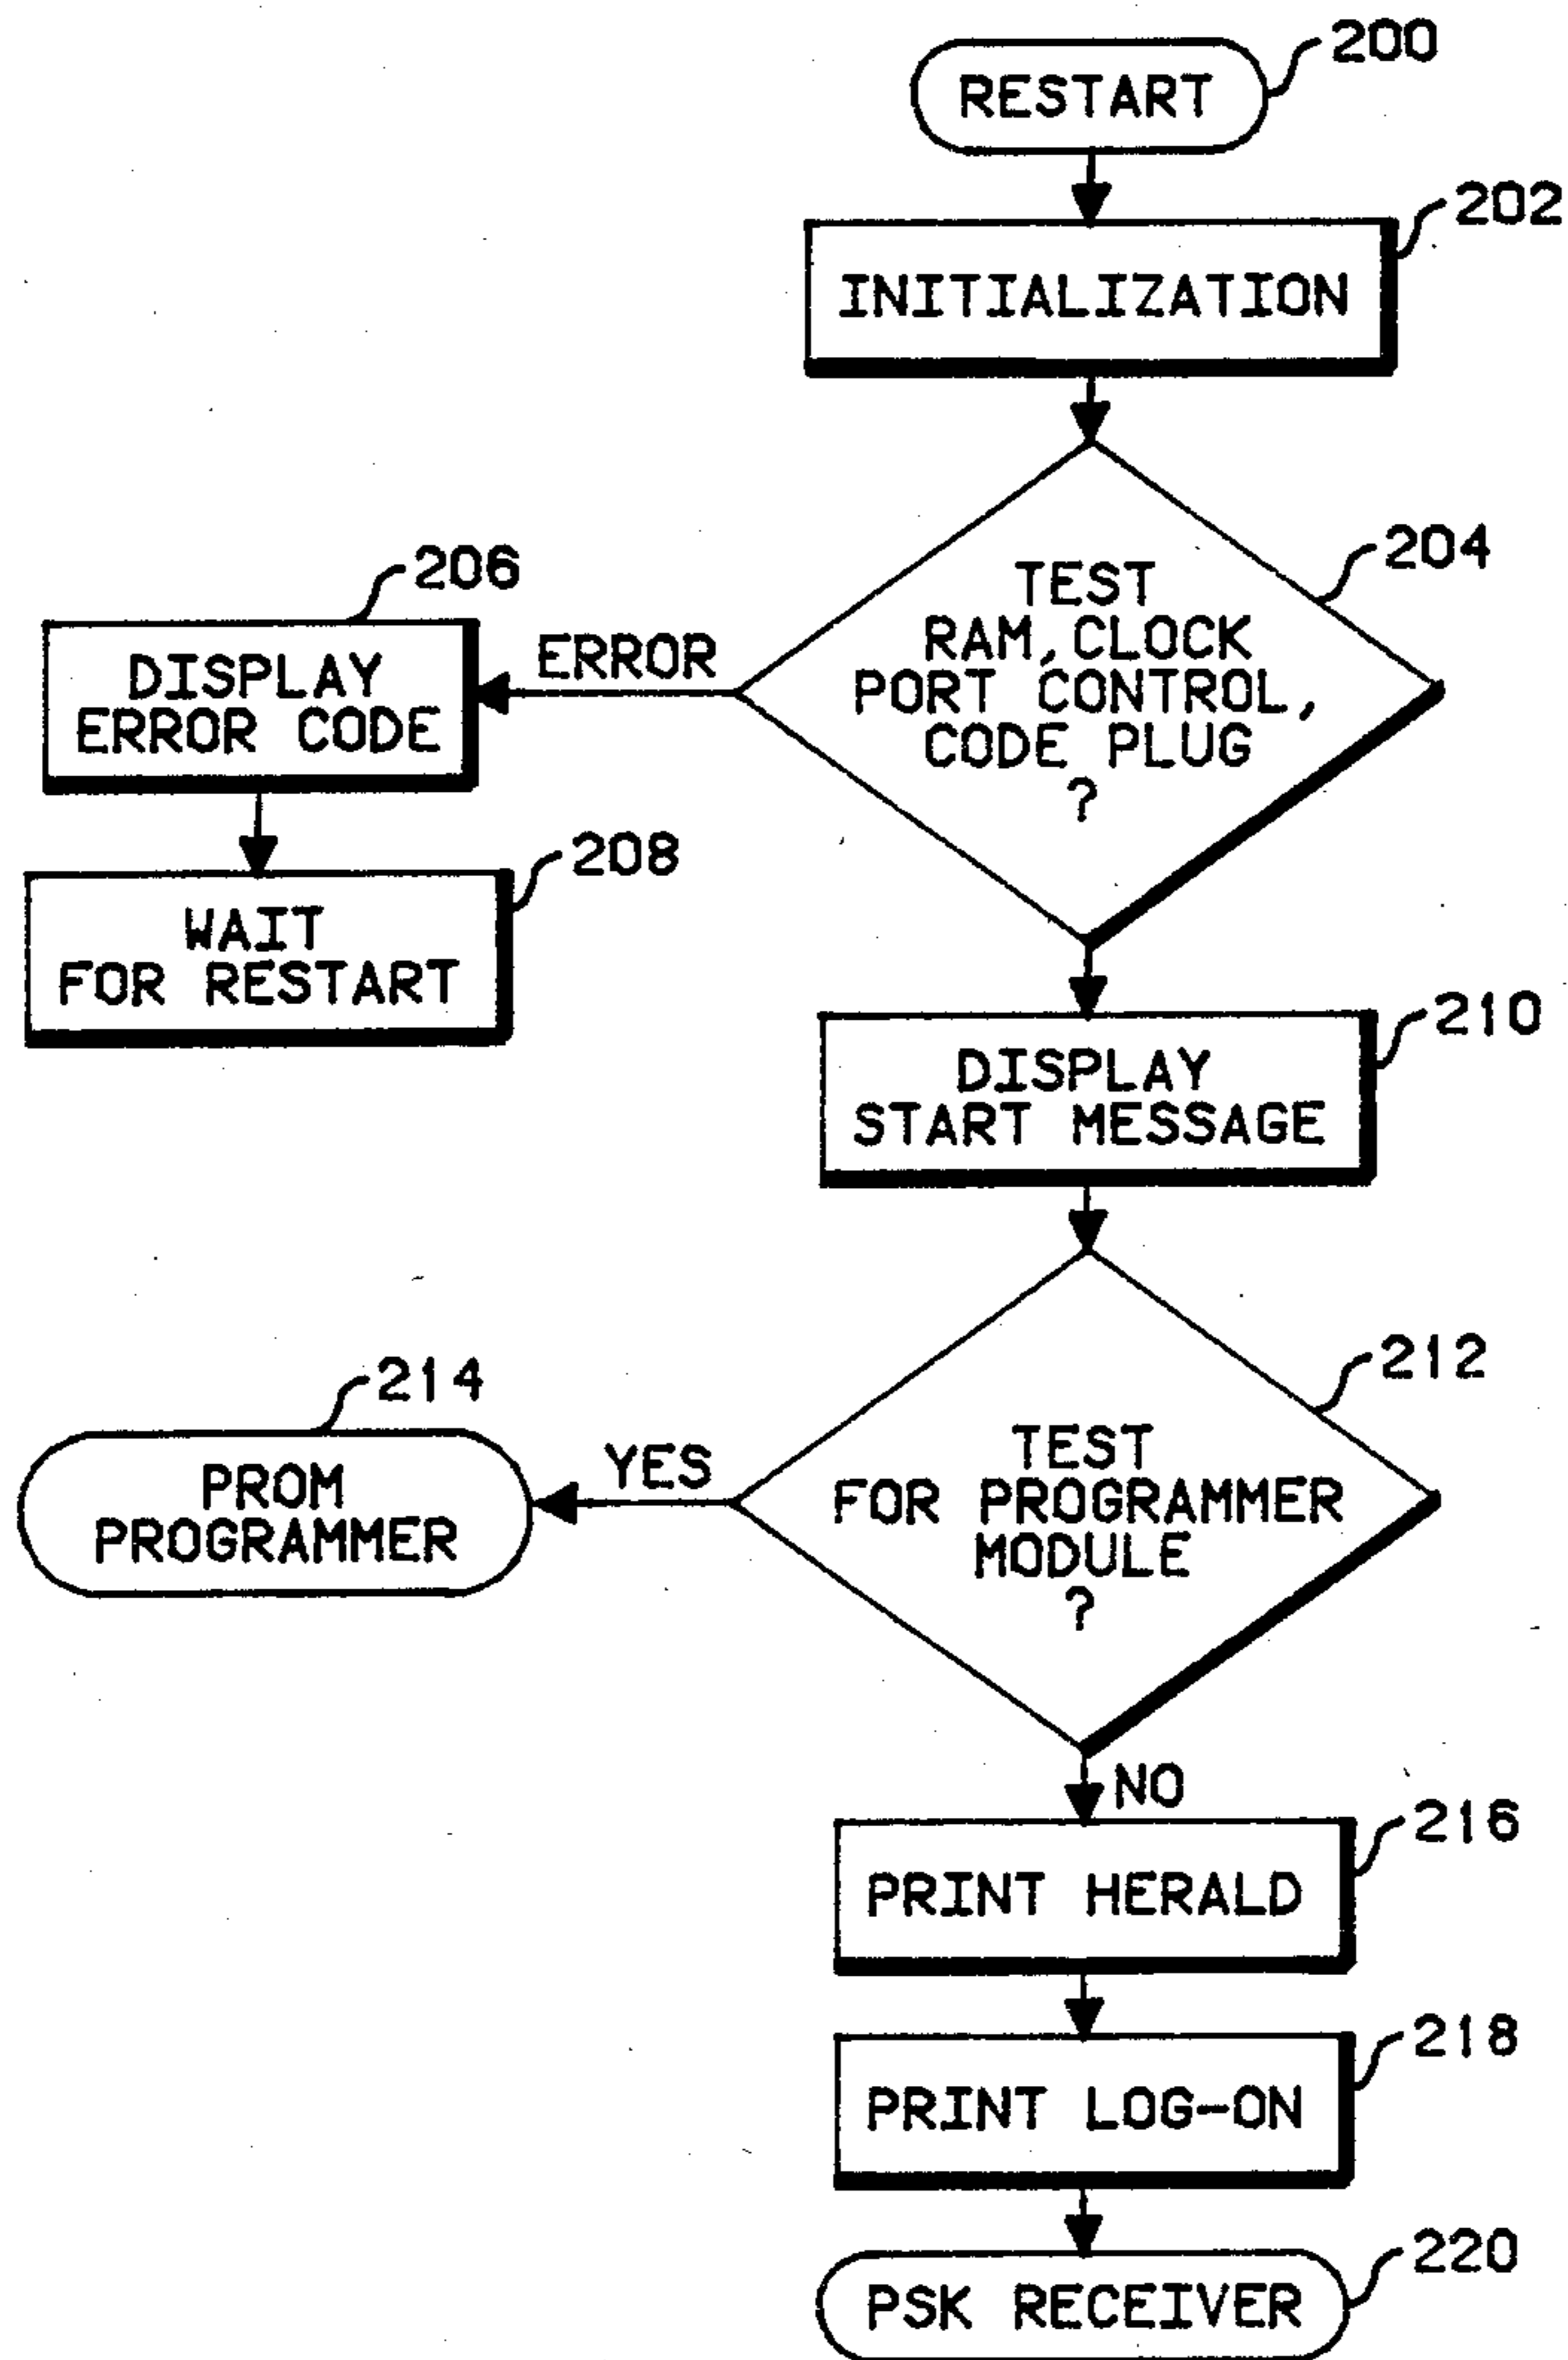 200
RESTART
202
INITIALIZATION
204
TEST
RAM, CLOCK
PORT CONTROL,
CODE PLUG
?
ERROR
206
DISPLAY
ERROR CODE
208
WAIT
FOR RESTART
210
DISPLAY
START MESSAGE
212
TEST
FOR PROGRAMMER
MODULE
?
YES
214
PROM
PROGRAMMER
NO
216
PRINT HERALD
218
PRINT LOG-ON
220
PSK RECEIVER